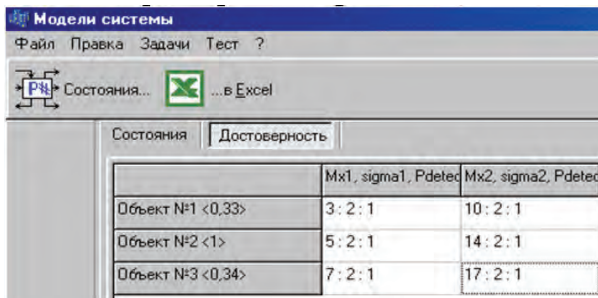 Модели системы
Файл Правка Задачи Тест ?
Состояния... ...в Excel
Состояния Достоверность
Mx1, sigma1, Pdetec Mx2, sigma2, Pdetec
Объект №1 <0,33> 3 : 2 : 1 10 : 2 : 1
Объект №2 <1> 5 : 2 : 1 14 : 2 : 1
Объект №3 <0,34> 7 : 2 : 1 17 : 2 : 1